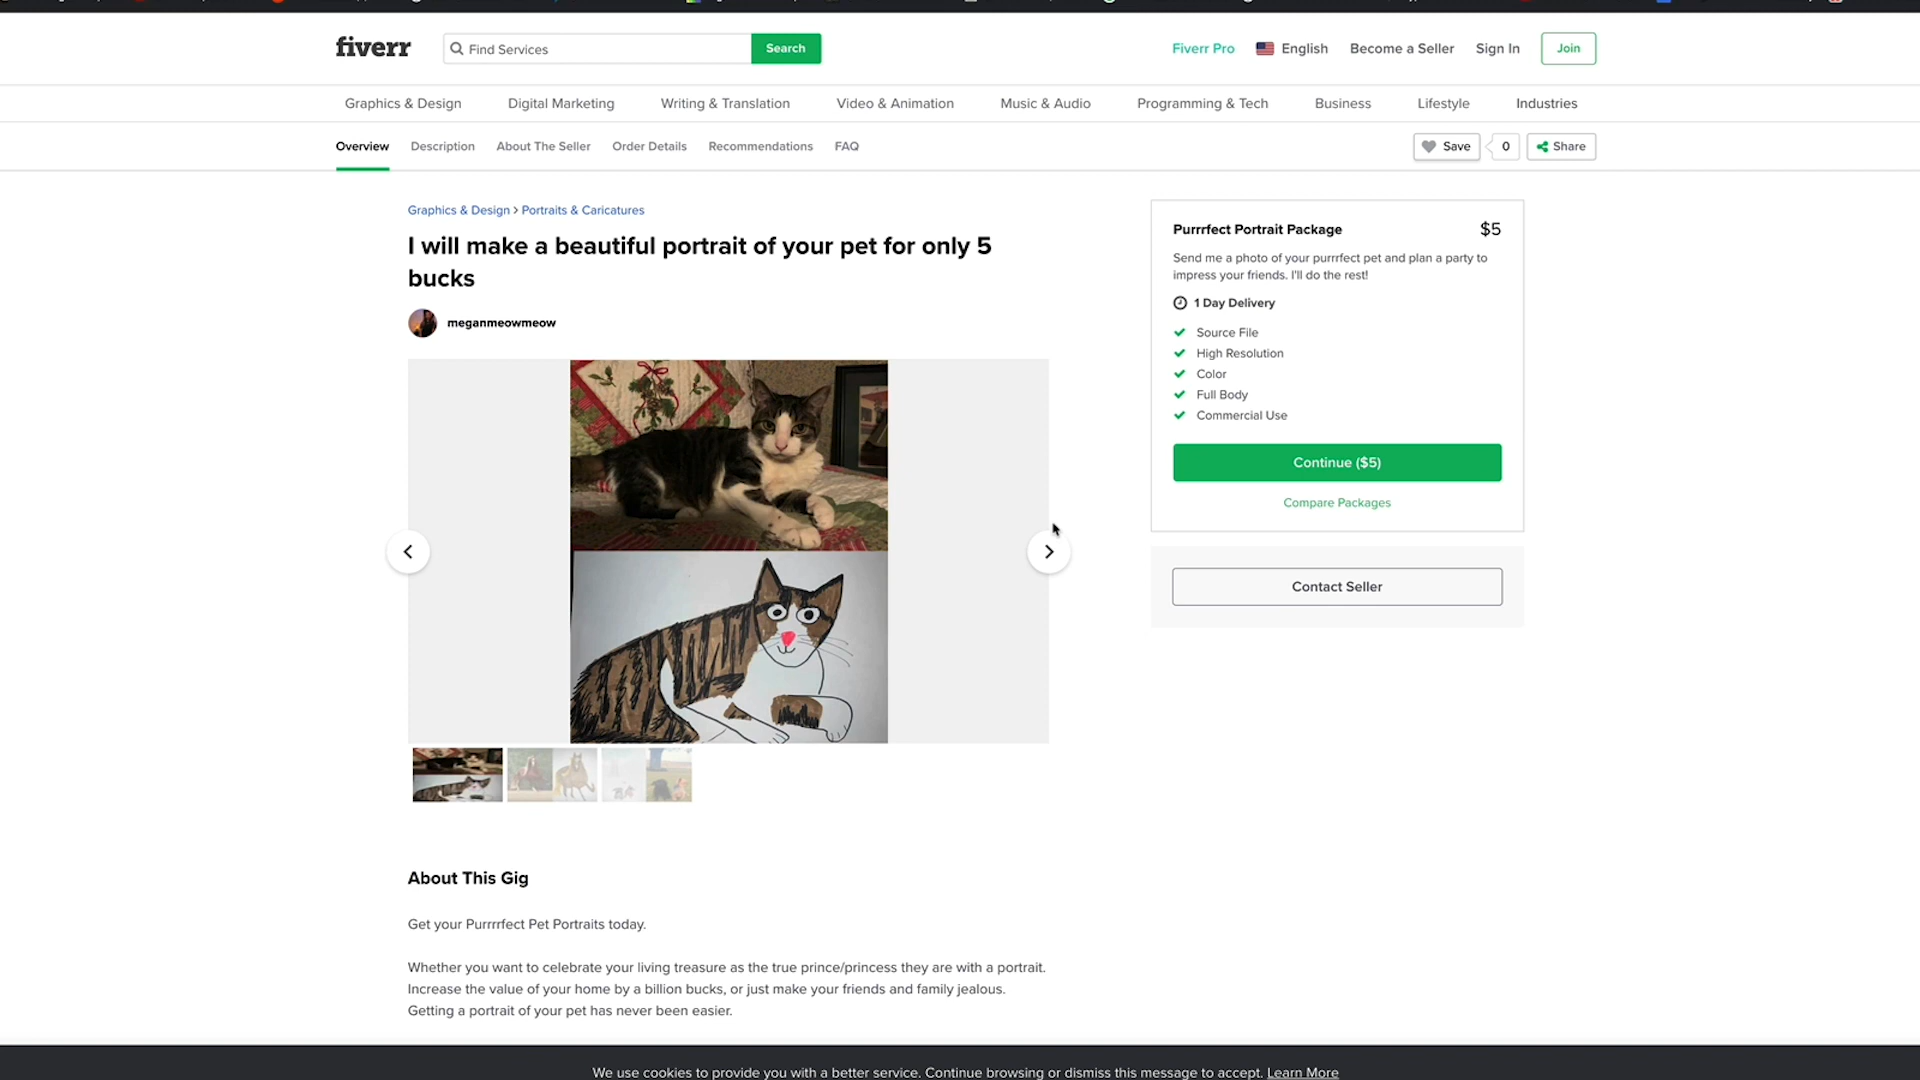 fiverr
Find Services
Search
Fiverr Pro
English
Become a Seller
Sign In
Join
Graphics & Design
Digital Marketing
Writing & Translation
Video & Animation
Music & Audio
Programming & Tech
Business
Lifestyle
Industries
Overview
Description
About The Seller
Order Details
Recommendations
FAQ
Save
0
Share
Graphics & Design › Portraits & Caricatures
I will make a beautiful portrait of your pet for only 5
bucks
meganmeowmeow
Purrrfect Portrait Package
$5
Send me a photo of your purrrfect pet and plan a party to
impress your friends. I'll do the rest!
1 Day Delivery
Source File
High Resolution
Color
Full Body
Commercial Use
Continue ($5)
Compare Packages
Contact Seller
About This Gig
Get your Purrrrfect Pet Portraits today.
Whether you want to celebrate your living treasure as the true prince/princess they are with a portrait.
Increase the value of your home by a billion bucks, or just make your friends and family jealous.
Getting a portrait of your pet has never been easier.
We use cookies to provide you with a better service. Continue browsing or dismiss this message to accept. Learn More